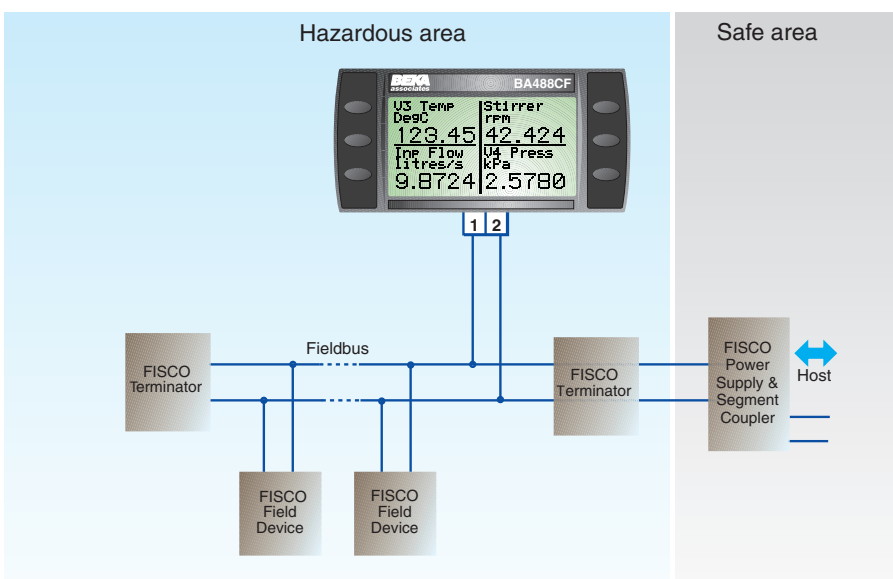 Hazardous area
Safe area
BEKA
associates
BA488CF
V3 Temp
DegC
123.45
Stirrer
rpm
42.424
Inp Flow
litres/s
9.8724
V4 Press
kPa
2.5780
1 2
Fieldbus
FISCO
Terminator
FISCO
Terminator
FISCO
Power
Supply &
Segment
Coupler
Host
FISCO
Field
Device
FISCO
Field
Device